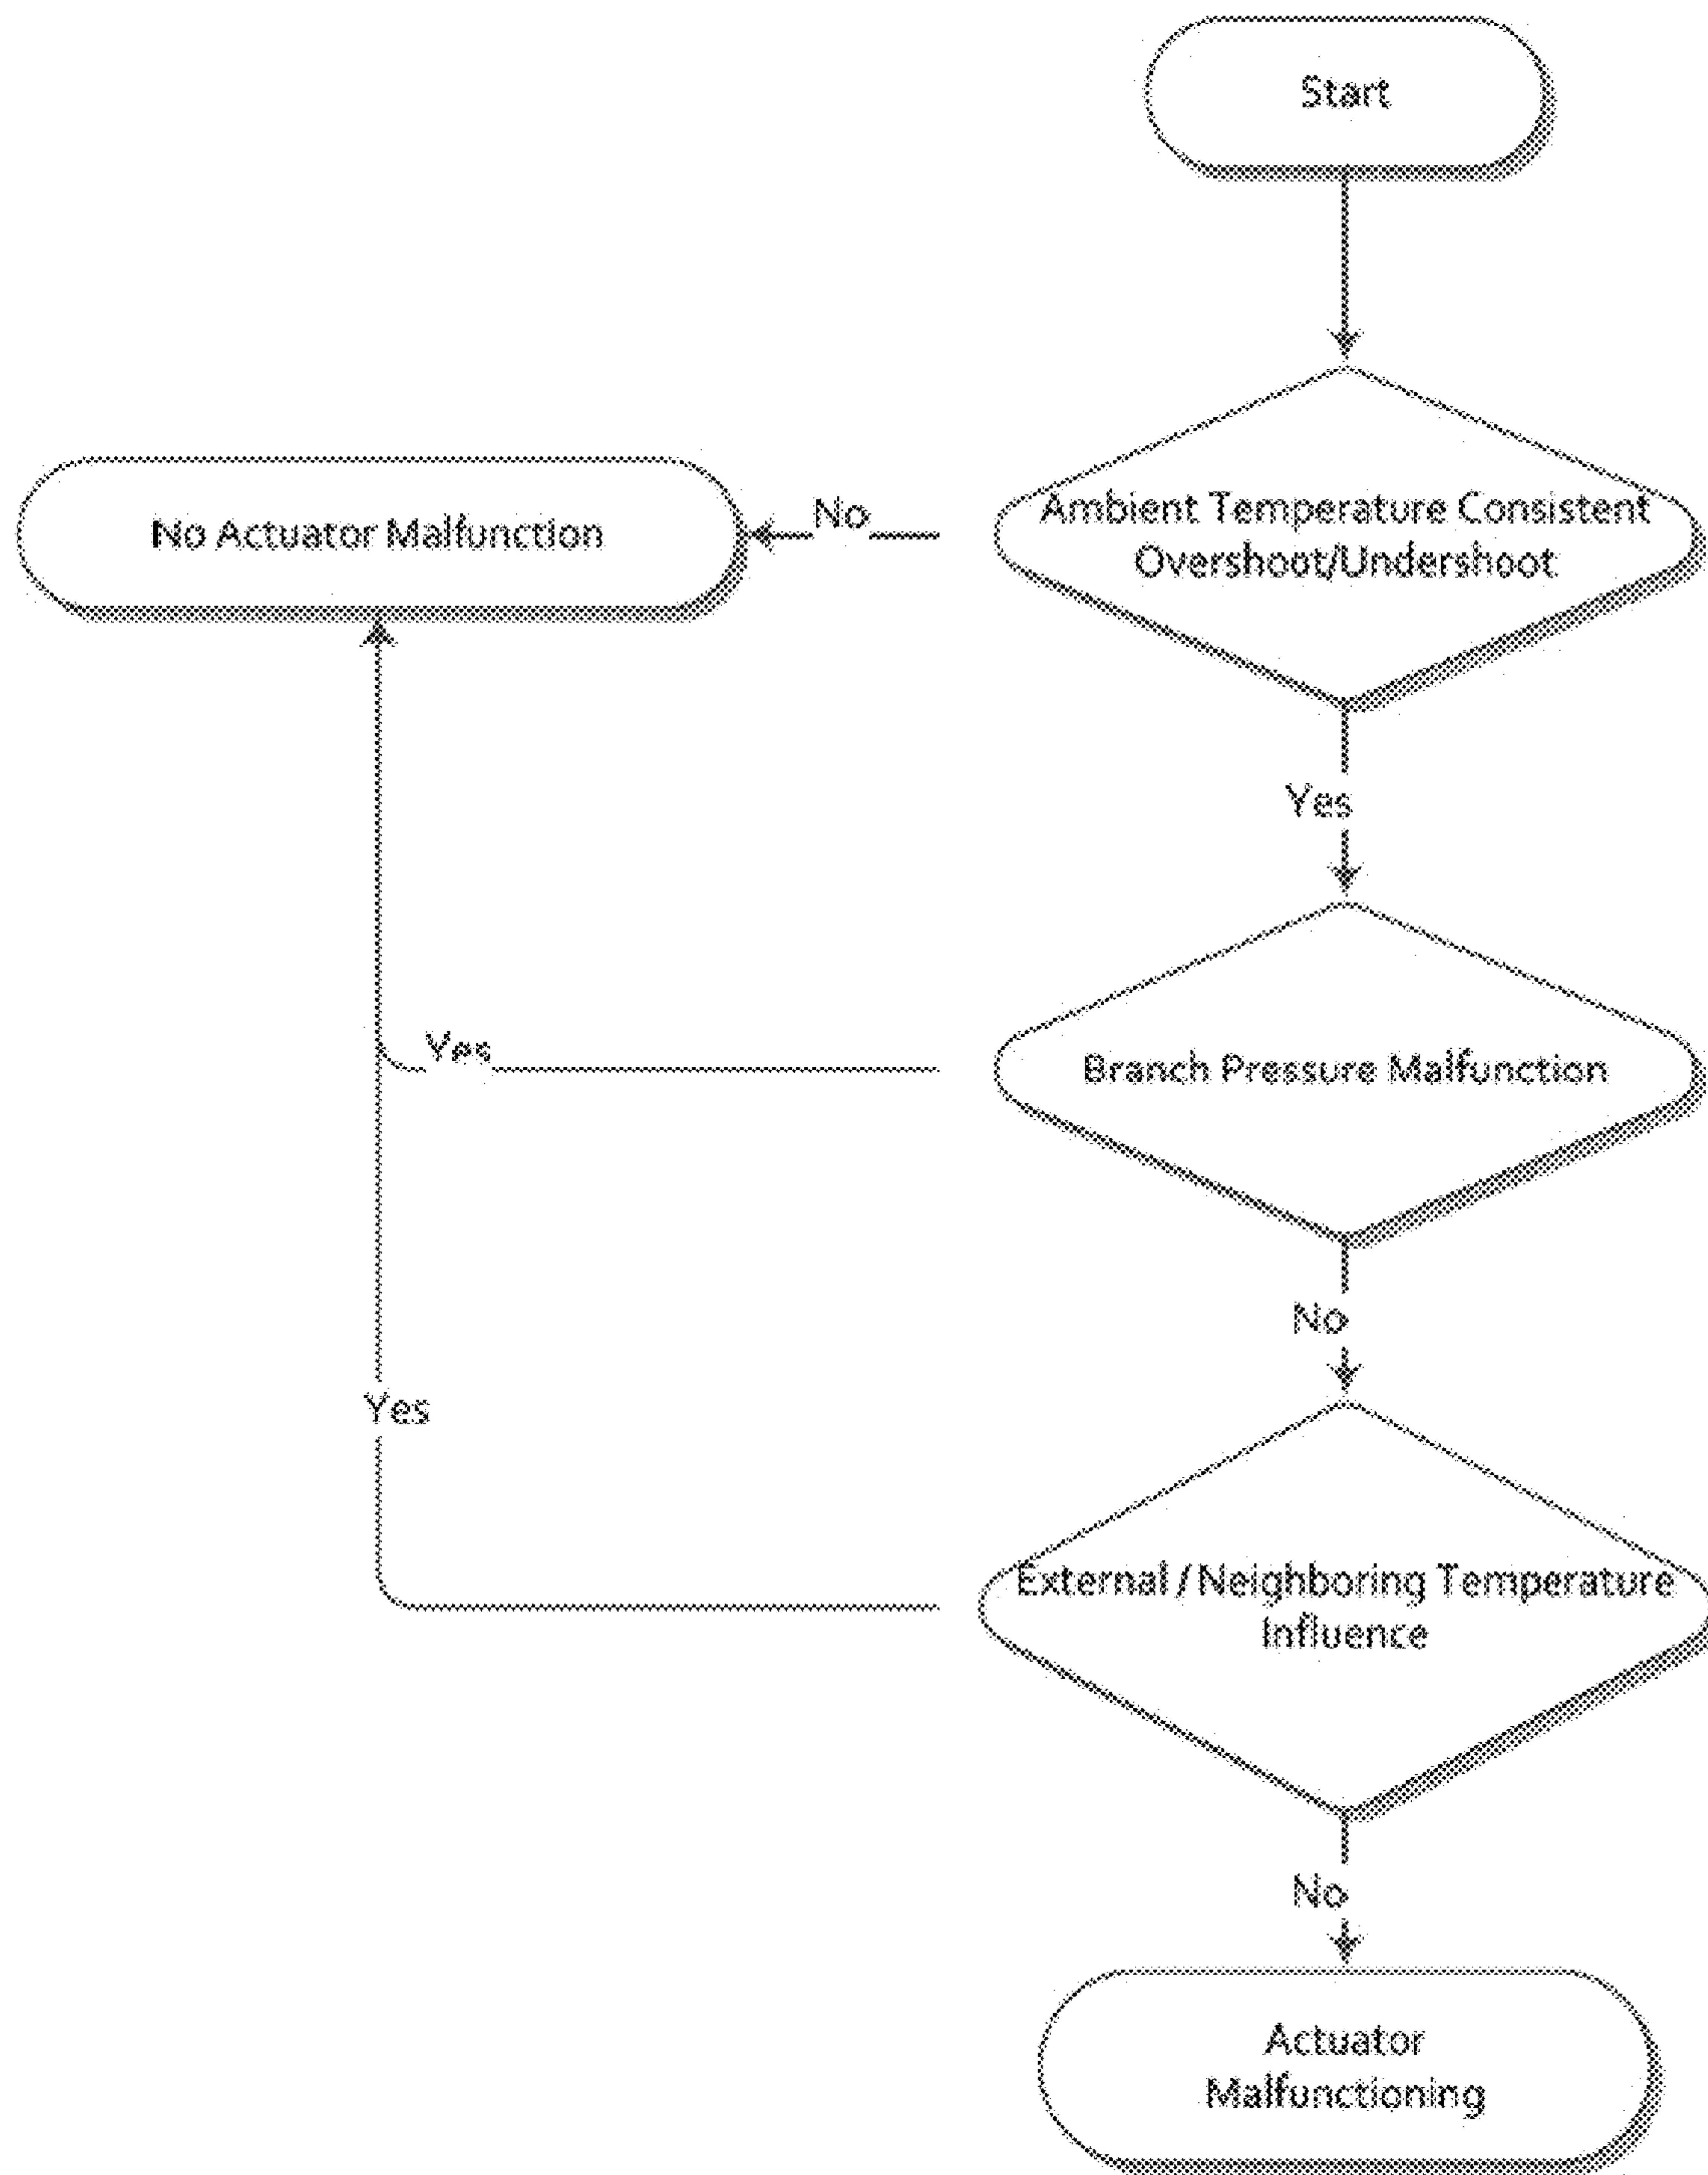 Start
Ambient Temperature Consistent
Overshoot/Undershoot
No
No Actuator Malfunction
Yes
Branch Pressure Malfunction
Yes
No
External / Neighboring Temperature
Influence
Yes
No
Actuator
Malfunctioning